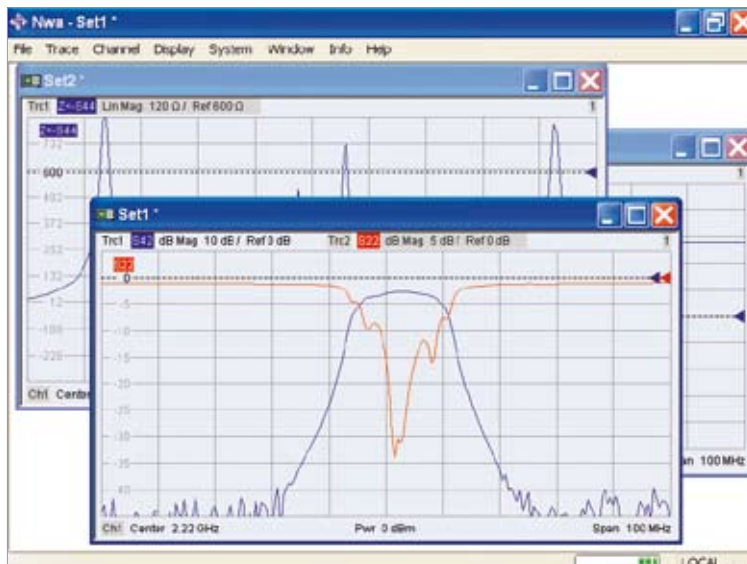 Nwa - Set1 *
File Trace Channel Display System Window Info Help
Set2 *
Trc1 Z<-S44 Lin Mag 120 Ω / Ref 600 Ω 1
Z<-S44
732
600
492
372
252
132
12
-108
-228
Ch1 Center
1
an 100 MHz
Set1 *
Trc1 S42 dB Mag 10 dB / Ref 0 dB Trc2 S22 dB Mag 5 dB / Ref 0 dB 1
S22
0
-5
-10
-15
-20
-25
-30
-35
-40
Ch1 Center 2.22 GHz Pwr 0 dBm Span 100 MHz
LOCAL